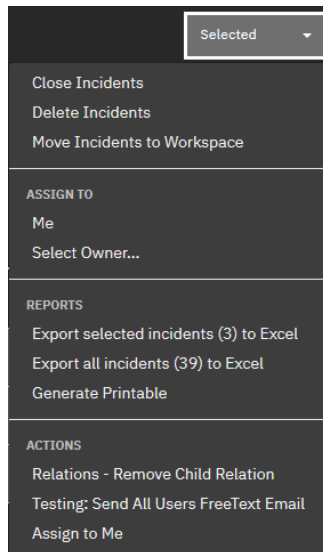 Selected
Close Incidents
Delete Incidents
Move Incidents to Workspace
ASSIGN TO
Me
Select Owner...
REPORTS
Export selected incidents (3) to Excel
Export all incidents (39) to Excel
Generate Printable
ACTIONS
Relations - Remove Child Relation
Testing: Send All Users FreeText Email
Assign to Me